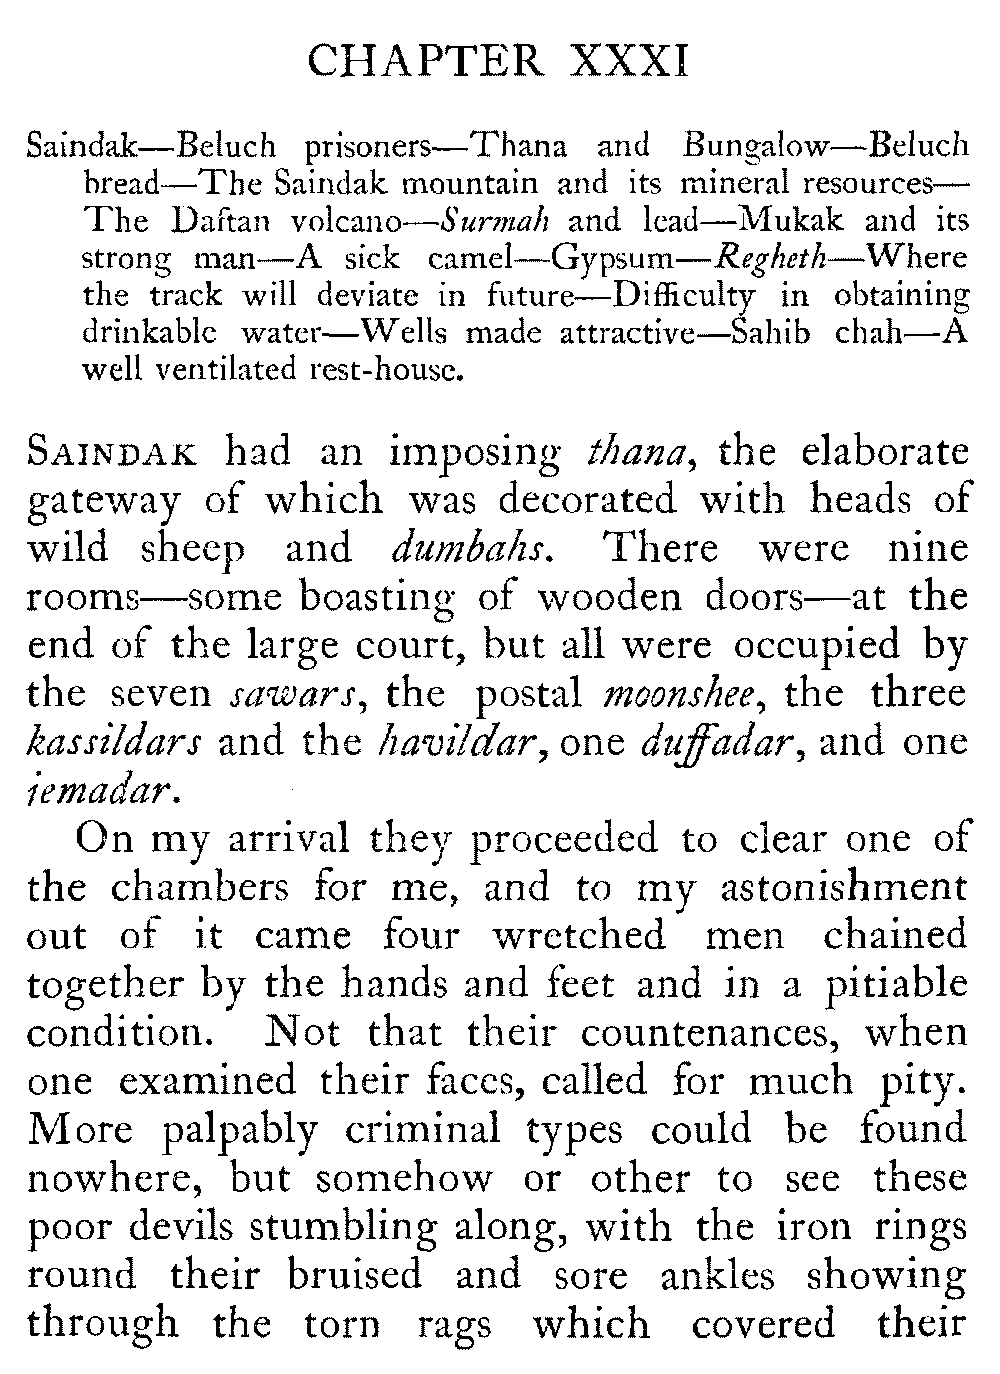 CHAPTER XXXI
Saindak—Beluch prisoners—Thana and Bungalow—Beluch
bread—The Saindak mountain and its mineral resources—
The Daftan volcano—Surmah and lead—Mukak and its
strong man—A sick camel—Gypsum—Regheth—Where
the track will deviate in future—Difficulty in obtaining
drinkable water—Wells made attractive—Sahib chah—A
well ventilated rest-house.
SAINDAK had an imposing thana, the elaborate
gateway of which was decorated with heads of
wild sheep and dumbahs. There were nine
rooms—some boasting of wooden doors—at the
end of the large court, but all were occupied by
the seven sawars, the postal moonshee, the three
kassildars and the havildar, one duffadar, and one
jemadar.
On my arrival they proceeded to clear one of
the chambers for me, and to my astonishment
out of it came four wretched men chained
together by the hands and feet and in a pitiable
condition. Not that their countenances, when
one examined their faces, called for much pity.
More palpably criminal types could be found
nowhere, but somehow or other to see these
poor devils stumbling along, with the iron rings
round their bruised and sore ankles showing
through the torn rags which covered their